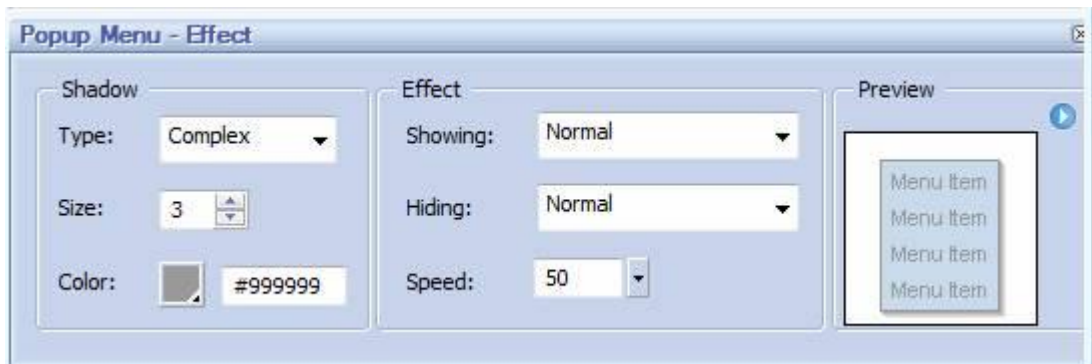 Popup Menu - Effect
Shadow
Type: Complex
Size: 3
Color: #999999
Effect
Showing: Normal
Hiding: Normal
Speed: 50
Preview
Menu Item
Menu Item
Menu Item
Menu Item